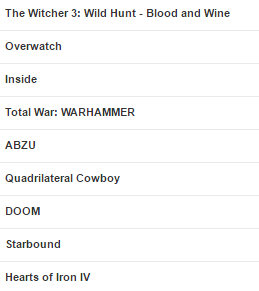 The Witcher 3: Wild Hunt - Blood and Wine
Overwatch
Inside
Total War: WARHAMMER
ABZU
Quadrilateral Cowboy
DOOM
Starbound
Hearts of Iron IV